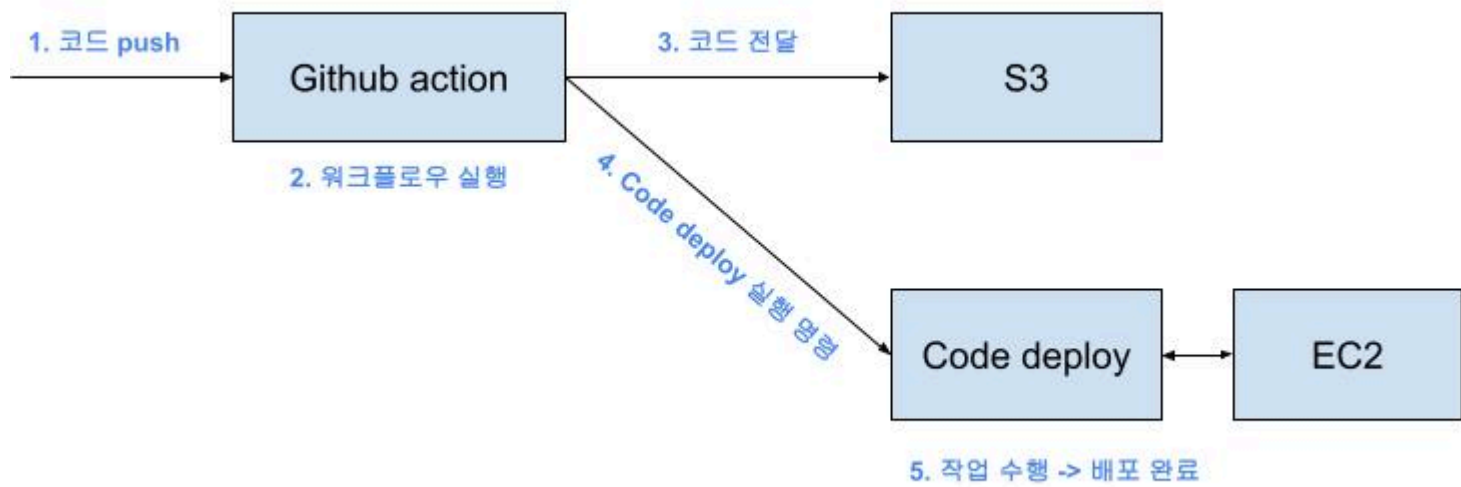 1. 코드 push
3. 코드 전달
Github action
S3
2. 워크플로우 실행
4. Code deploy 실행 명령
Code deploy
EC2
5. 작업 수행 -> 배포 완료